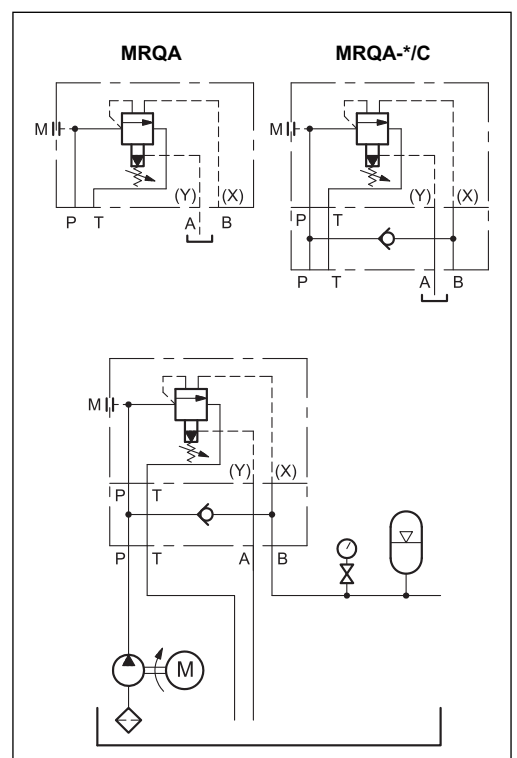 MRQA
MRQA-*/C
M
(Y) (X)
P T A B
M
(Y) (X)
P T
P T A B
M
(Y) (X)
P T
P T A B
M